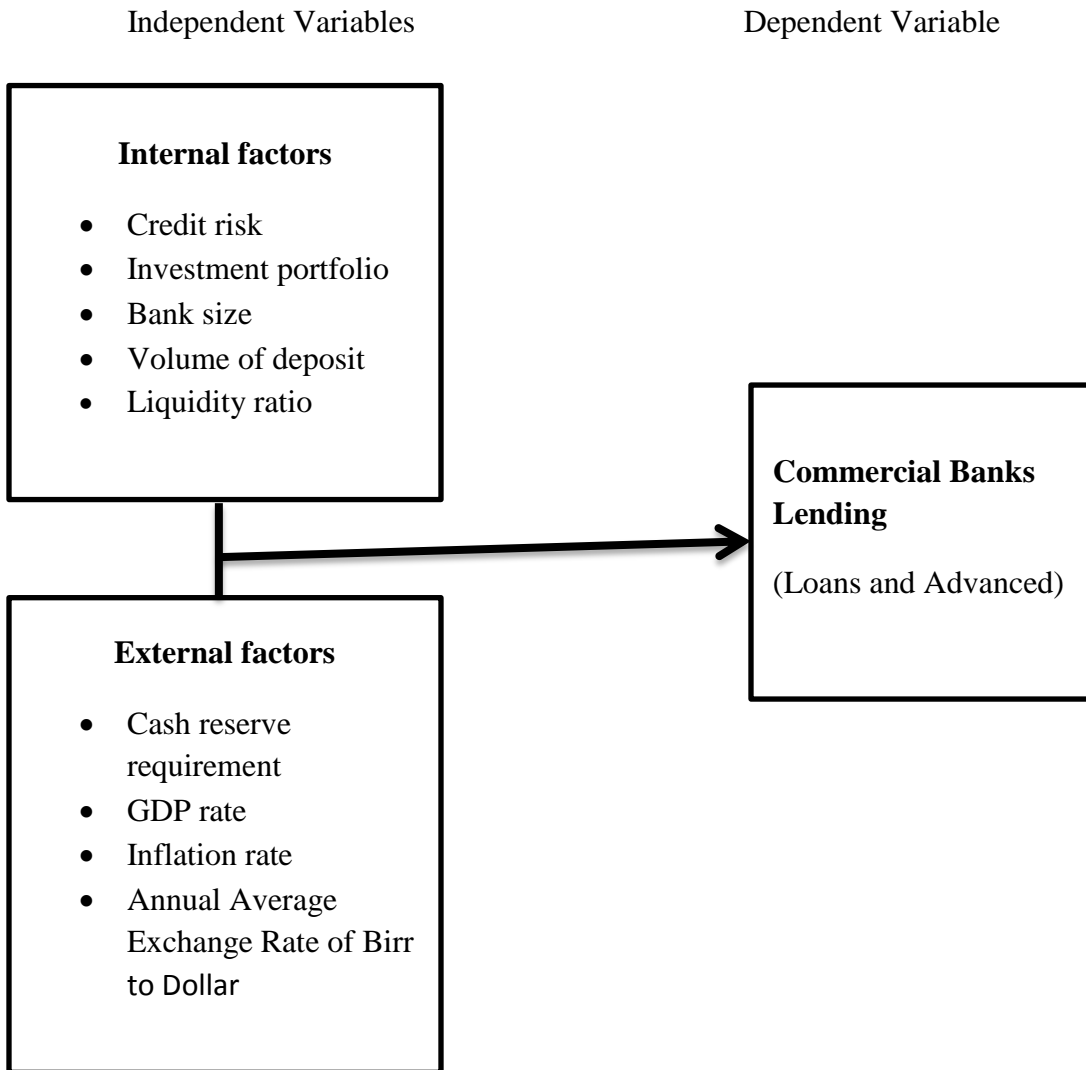 Independent Variables
Dependent Variable
Internal factors
• Credit risk
• Investment portfolio
• Bank size
• Volume of deposit
• Liquidity ratio
Commercial Banks
Lending
(Loans and Advanced)
External factors
• Cash reserve
requirement
• GDP rate
• Inflation rate
• Annual Average
Exchange Rate of Birr
to Dollar